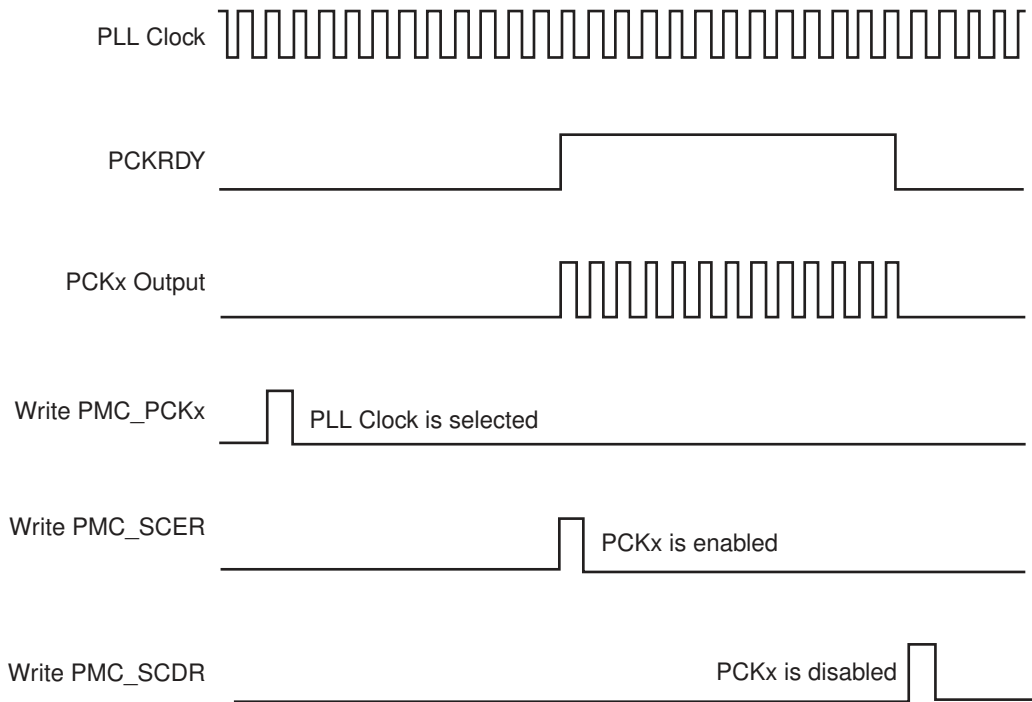 PLL Clock
PCKRDY
PCKx Output
Write PMC_PCKx
PLL Clock is selected
Write PMC_SCER
PCKx is enabled
Write PMC_SCDR
PCKx is disabled